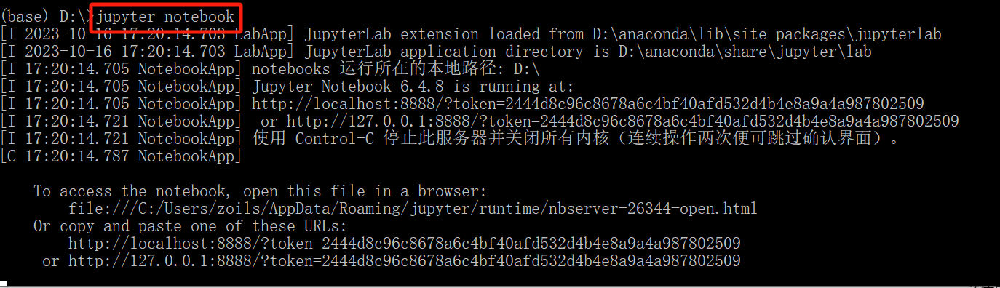 (base) D:\>jupyter notebook
[I 2023-10-16 17:20:14.703 LabApp] JupyterLab extension loaded from D:\anaconda\lib\site-packages\jupyterlab
[I 2023-10-16 17:20:14.703 LabApp] JupyterLab application directory is D:\anaconda\share\jupyter\lab
[I 17:20:14.705 NotebookApp] notebooks 运行所在的本地路径: D:\
[I 17:20:14.705 NotebookApp] Jupyter Notebook 6.4.8 is running at:
[I 17:20:14.705 NotebookApp] http://localhost:8888/?token=2444d8c96c8678a6c4bf40afd532d4b4e8a9a4a987802509
[I 17:20:14.721 NotebookApp]  or http://127.0.0.1:8888/?token=2444d8c96c8678a6c4bf40afd532d4b4e8a9a4a987802509
[I 17:20:14.721 NotebookApp] 使用 Control-C 停止此服务器并关闭所有内核（连续操作两次便可跳过确认界面）。
[C 17:20:14.787 NotebookApp]
To access the notebook, open this file in a browser:
file:///C:/Users/zoils/AppData/Roaming/jupyter/runtime/nbserver-26344-open.html
Or copy and paste one of these URLs:
http://localhost:8888/?token=2444d8c96c8678a6c4bf40afd532d4b4e8a9a4a987802509
or http://127.0.0.1:8888/?token=2444d8c96c8678a6c4bf40afd532d4b4e8a9a4a987802509